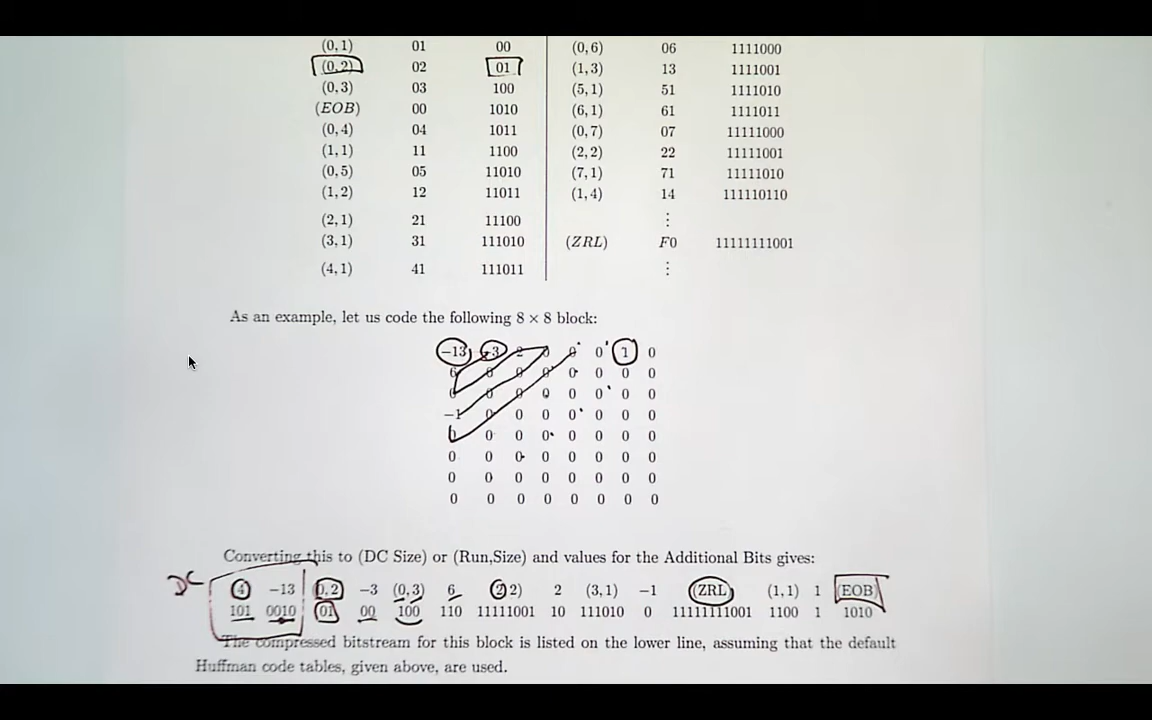 (0, 1) 01 00 (0, 6) 06 1111000
(0, 2) 02 01 (1, 3) 13 1111001
(0, 3) 03 100 (5, 1) 51 1111010
(EOB) 00 1010 (6, 1) 61 1111011
(0, 4) 04 1011 (0, 7) 07 11111000
(1, 1) 11 1100 (2, 2) 22 11111001
(0, 5) 05 11010 (7, 1) 71 11111010
(1, 2) 12 11011 (1, 4) 14 111110110
(2, 1) 21 11100 ⋮
(3, 1) 31 111010 (ZRL) F0 11111111001
(4, 1) 41 111011 ⋮
As an example, let us code the following 8 × 8 block:
−13 −3 2 0 0 0 1 0
6 0 0 0 0 0 0 0
0 0 0 0 0 0 0 0
−1 0 0 0 0 0 0 0
0 0 0 0 0 0 0 0
0 0 0 0 0 0 0 0
0 0 0 0 0 0 0 0
0 0 0 0 0 0 0 0
Converting this to (DC Size) or (Run,Size) and values for the Additional Bits gives:
DC 4 −13 (0, 2) −3 (0, 3) 6 (2, 2) 2 (3, 1) −1 (ZRL) (1, 1) 1 (EOB)
101 0010 01 00 100 110 11111001 10 111010 0 11111111001 1100 1 1010
The compressed bitstream for this block is listed on the lower line, assuming that the default
Huffman code tables, given above, are used.